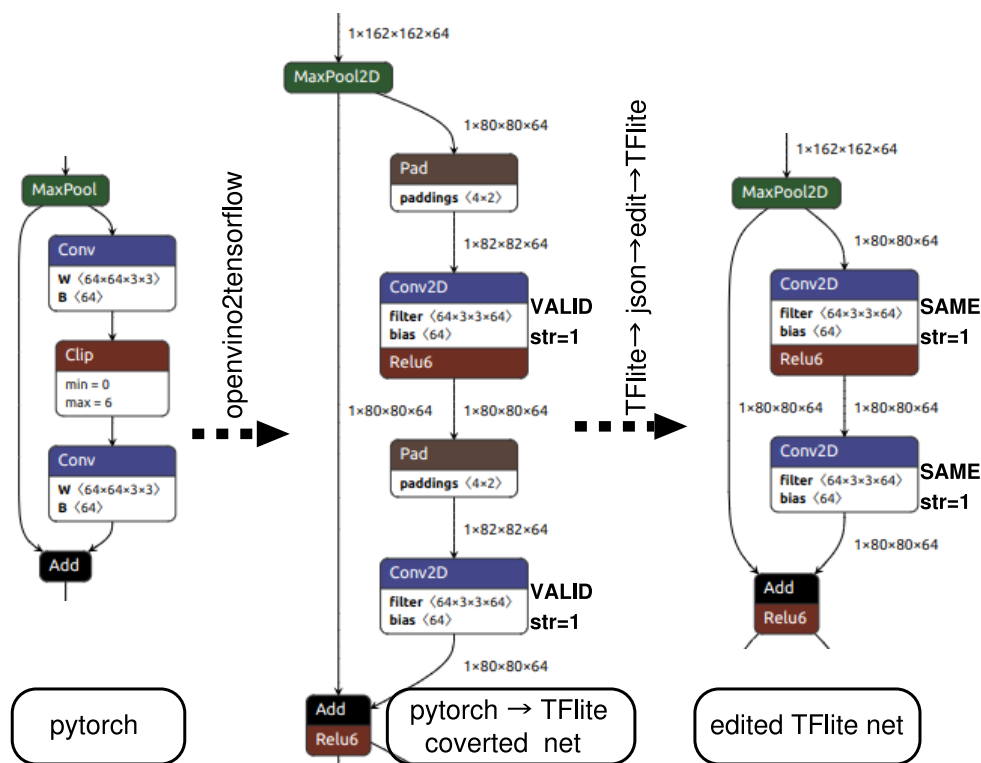 MaxPool
Conv
W ⟨64×64×3×3⟩
B ⟨64⟩
Clip
min = 0
max = 6
Conv
W ⟨64×64×3×3⟩
B ⟨64⟩
Add
pytorch
openvino2tensorflow
1×162×162×64
MaxPool2D
1×80×80×64
Pad
paddings ⟨4×2⟩
1×82×82×64
Conv2D
filter ⟨64×3×3×64⟩
bias ⟨64⟩
Relu6
VALID
str=1
1×80×80×64
1×80×80×64
Pad
paddings ⟨4×2⟩
1×82×82×64
Conv2D
filter ⟨64×3×3×64⟩
bias ⟨64⟩
VALID
str=1
1×80×80×64
Add
Relu6
pytorch → TFlite
coverted net
TFlite→ json→edit→TFlite
1×162×162×64
MaxPool2D
1×80×80×64
Conv2D
filter ⟨64×3×3×64⟩
bias ⟨64⟩
Relu6
SAME
str=1
1×80×80×64
1×80×80×64
Conv2D
filter ⟨64×3×3×64⟩
bias ⟨64⟩
SAME
str=1
1×80×80×64
Add
Relu6
edited TFlite net